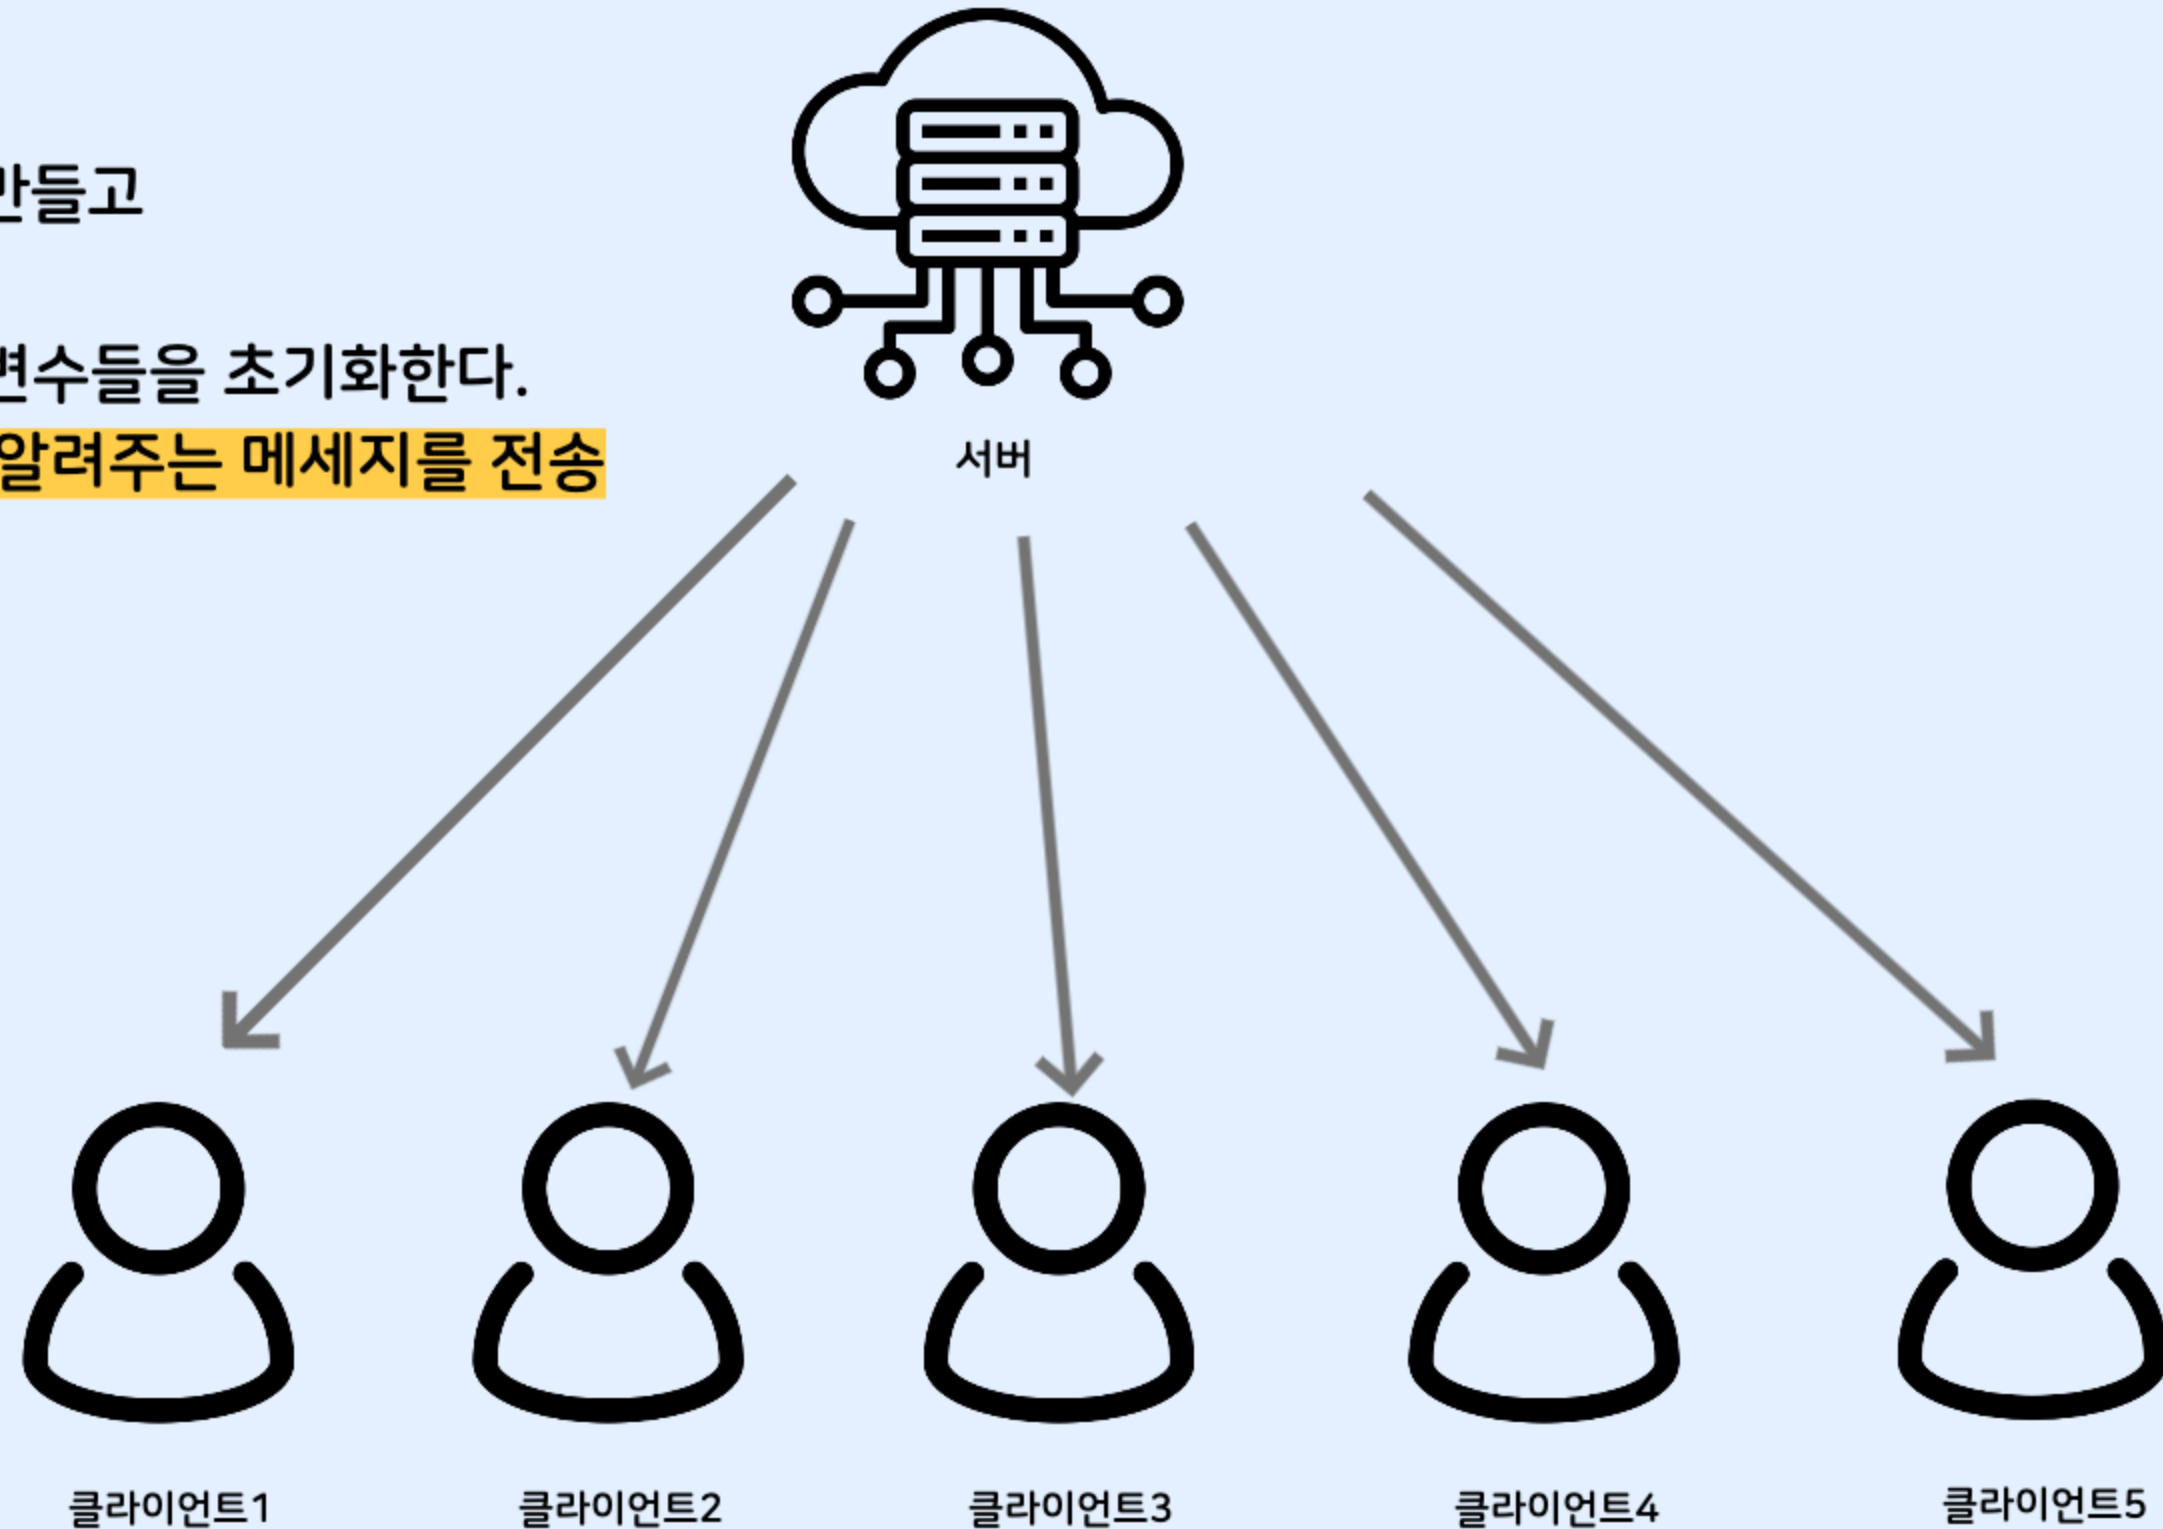 만들고
변수들을 초기화한다.
알려주는 메세지를 전송
서버
클라이언트1
클라이언트2
클라이언트3
클라이언트4
클라이언트5